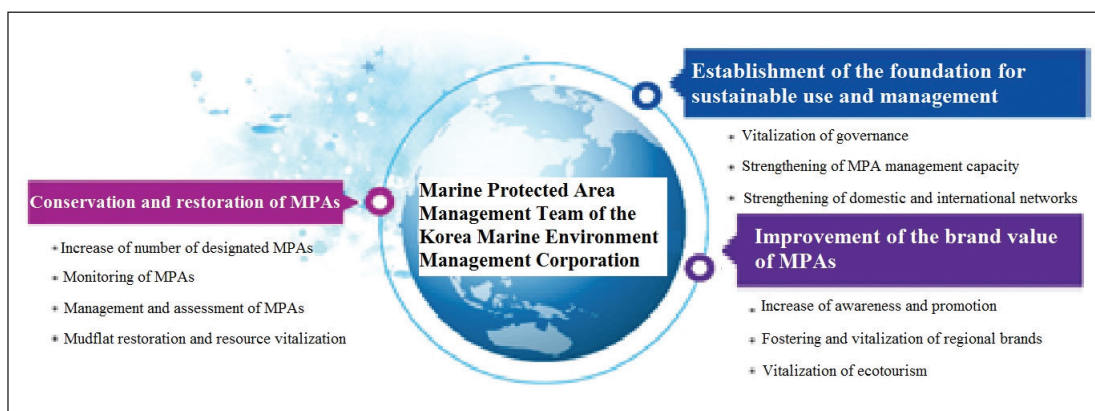 Conservation and restoration of MPAs
* Increase of number of designated MPAs
* Monitoring of MPAs
* Management and assessment of MPAs
* Mudflat restoration and resource vitalization
Marine Protected Area
Management Team of the
Korea Marine Environment
Management Corporation
Establishment of the foundation for
sustainable use and management
* Vitalization of governance
* Strengthening of MPA management capacity
* Strengthening of domestic and international networks
Improvement of the brand value
of MPAs
* Increase of awareness and promotion
* Fostering and vitalization of regional brands
* Vitalization of ecotourism